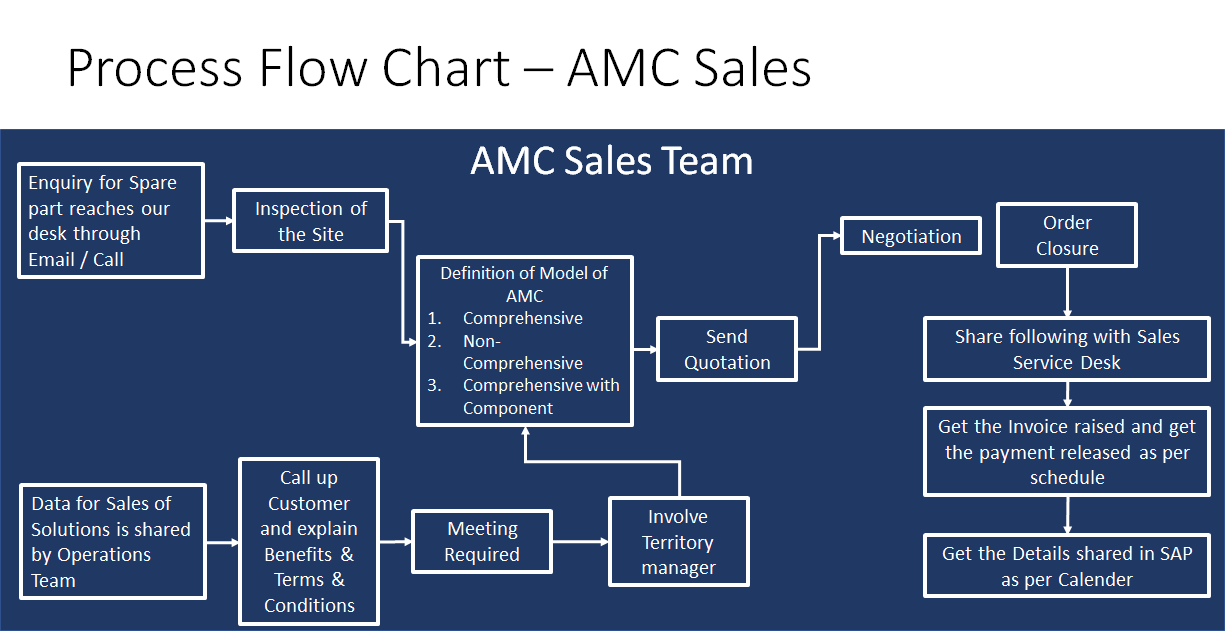 Process Flow Chart – AMC Sales
AMC Sales Team
Enquiry for Spare
part reaches our
desk through
Email / Call
Inspection of
the Site
Definition of Model of
AMC
1. Comprehensive
2. Non-
Comprehensive
3. Comprehensive with
Component
Send
Quotation
Negotiation
Order
Closure
Share following with Sales
Service Desk
Get the Invoice raised and get
the payment released as per
schedule
Get the Details shared in SAP
as per Calender
Data for Sales of
Solutions is shared
by Operations
Team
Call up
Customer
and explain
Benefits &
Terms &
Conditions
Meeting
Required
Involve
Territory
manager